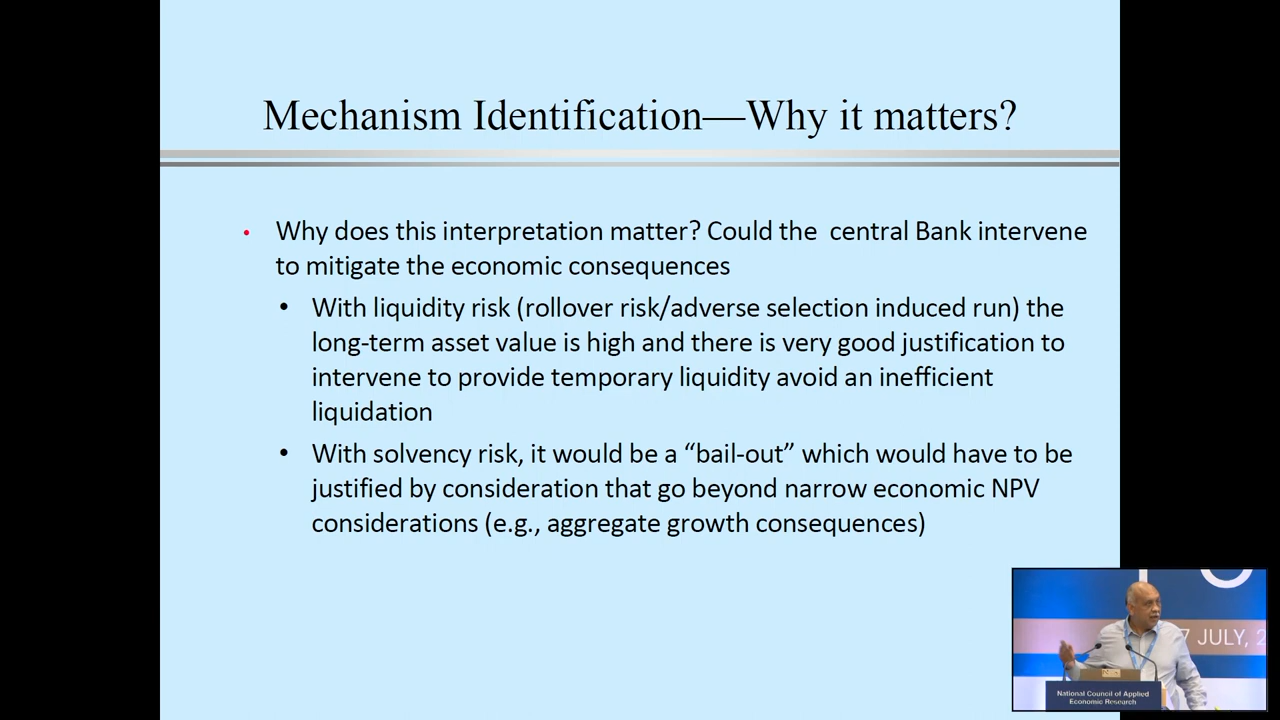 Mechanism Identification—Why it matters?
• Why does this interpretation matter? Could the central Bank intervene
to mitigate the economic consequences
• With liquidity risk (rollover risk/adverse selection induced run) the
long-term asset value is high and there is very good justification to
intervene to provide temporary liquidity avoid an inefficient
liquidation
• With solvency risk, it would be a “bail-out” which would have to be
justified by consideration that go beyond narrow economic NPV
considerations (e.g., aggregate growth consequences)
7 JULY, 2
National Council of Applied
Economic Research